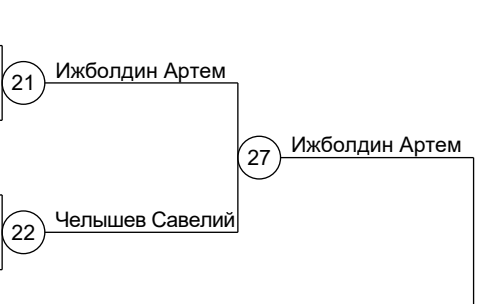 21 Ижболдин Артем
27 Ижболдин Артем
22 Челышев Савелий